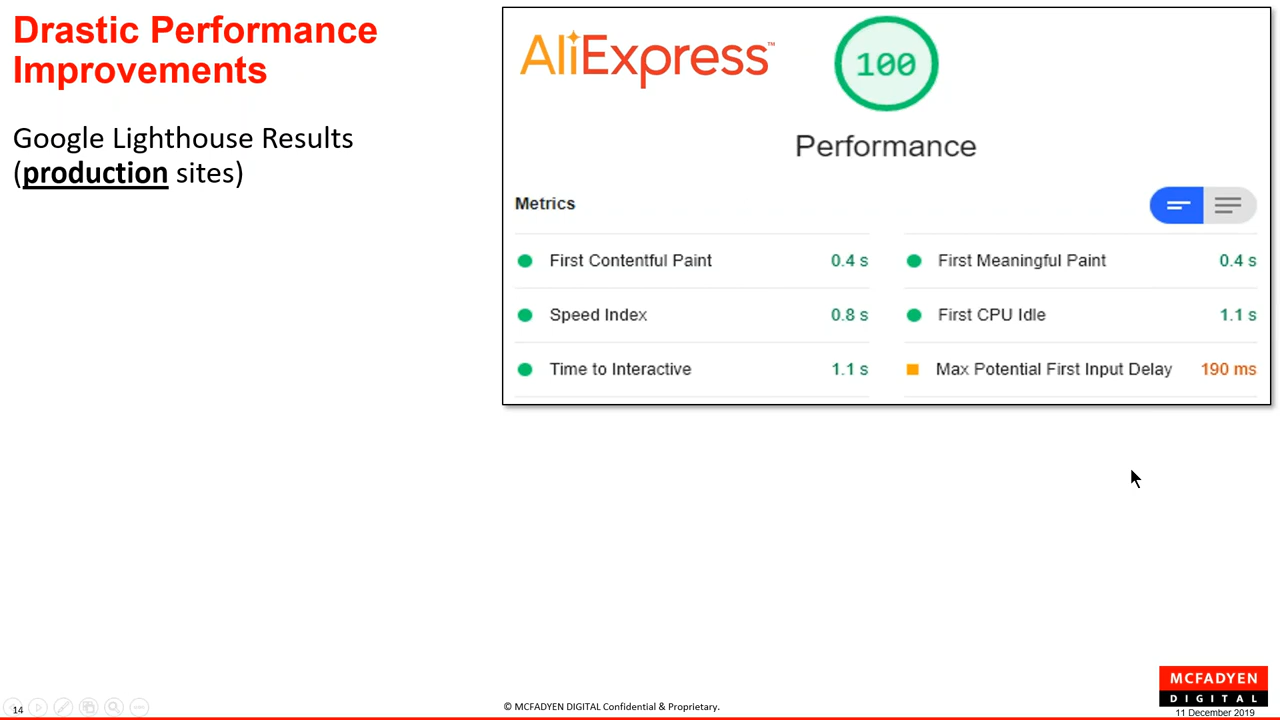 Drastic Performance
Improvements
Google Lighthouse Results
(production sites)
AliExpress™
100
Performance
Metrics
First Contentful Paint 0.4 s
First Meaningful Paint 0.4 s
Speed Index 0.8 s
First CPU Idle 1.1 s
Time to Interactive 1.1 s
Max Potential First Input Delay 190 ms
14
© MCFADYEN DIGITAL Confidential & Proprietary.
MCFADYEN
DIGITAL
11 December 2019